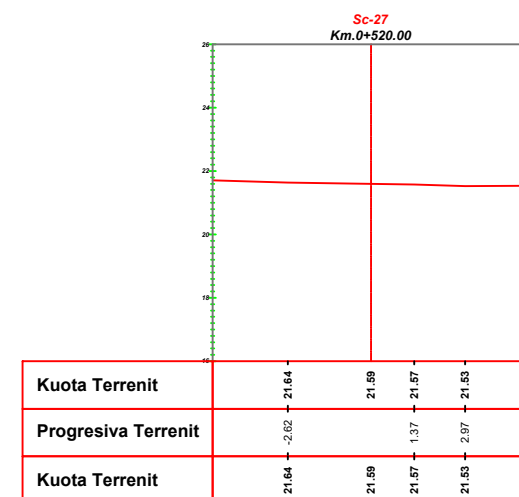 Sc-27
Km.0+520.00
26
24
22
20
18
16
Kuota Terrenit 21.64 21.59 21.57 21.53
Progresiva Terrenit -2.62 1.37 2.97
Kuota Terrenit 21.64 21.59 21.57 21.53